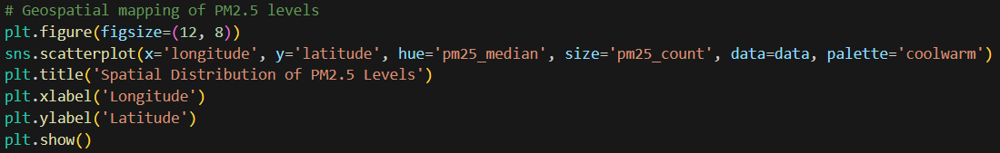 # Geospatial mapping of PM2.5 levels
plt.figure(figsize=(12, 8))
sns.scatterplot(x='longitude', y='latitude', hue='pm25_median', size='pm25_count', data=data, palette='coolwarm')
plt.title('Spatial Distribution of PM2.5 Levels')
plt.xlabel('Longitude')
plt.ylabel('Latitude')
plt.show()